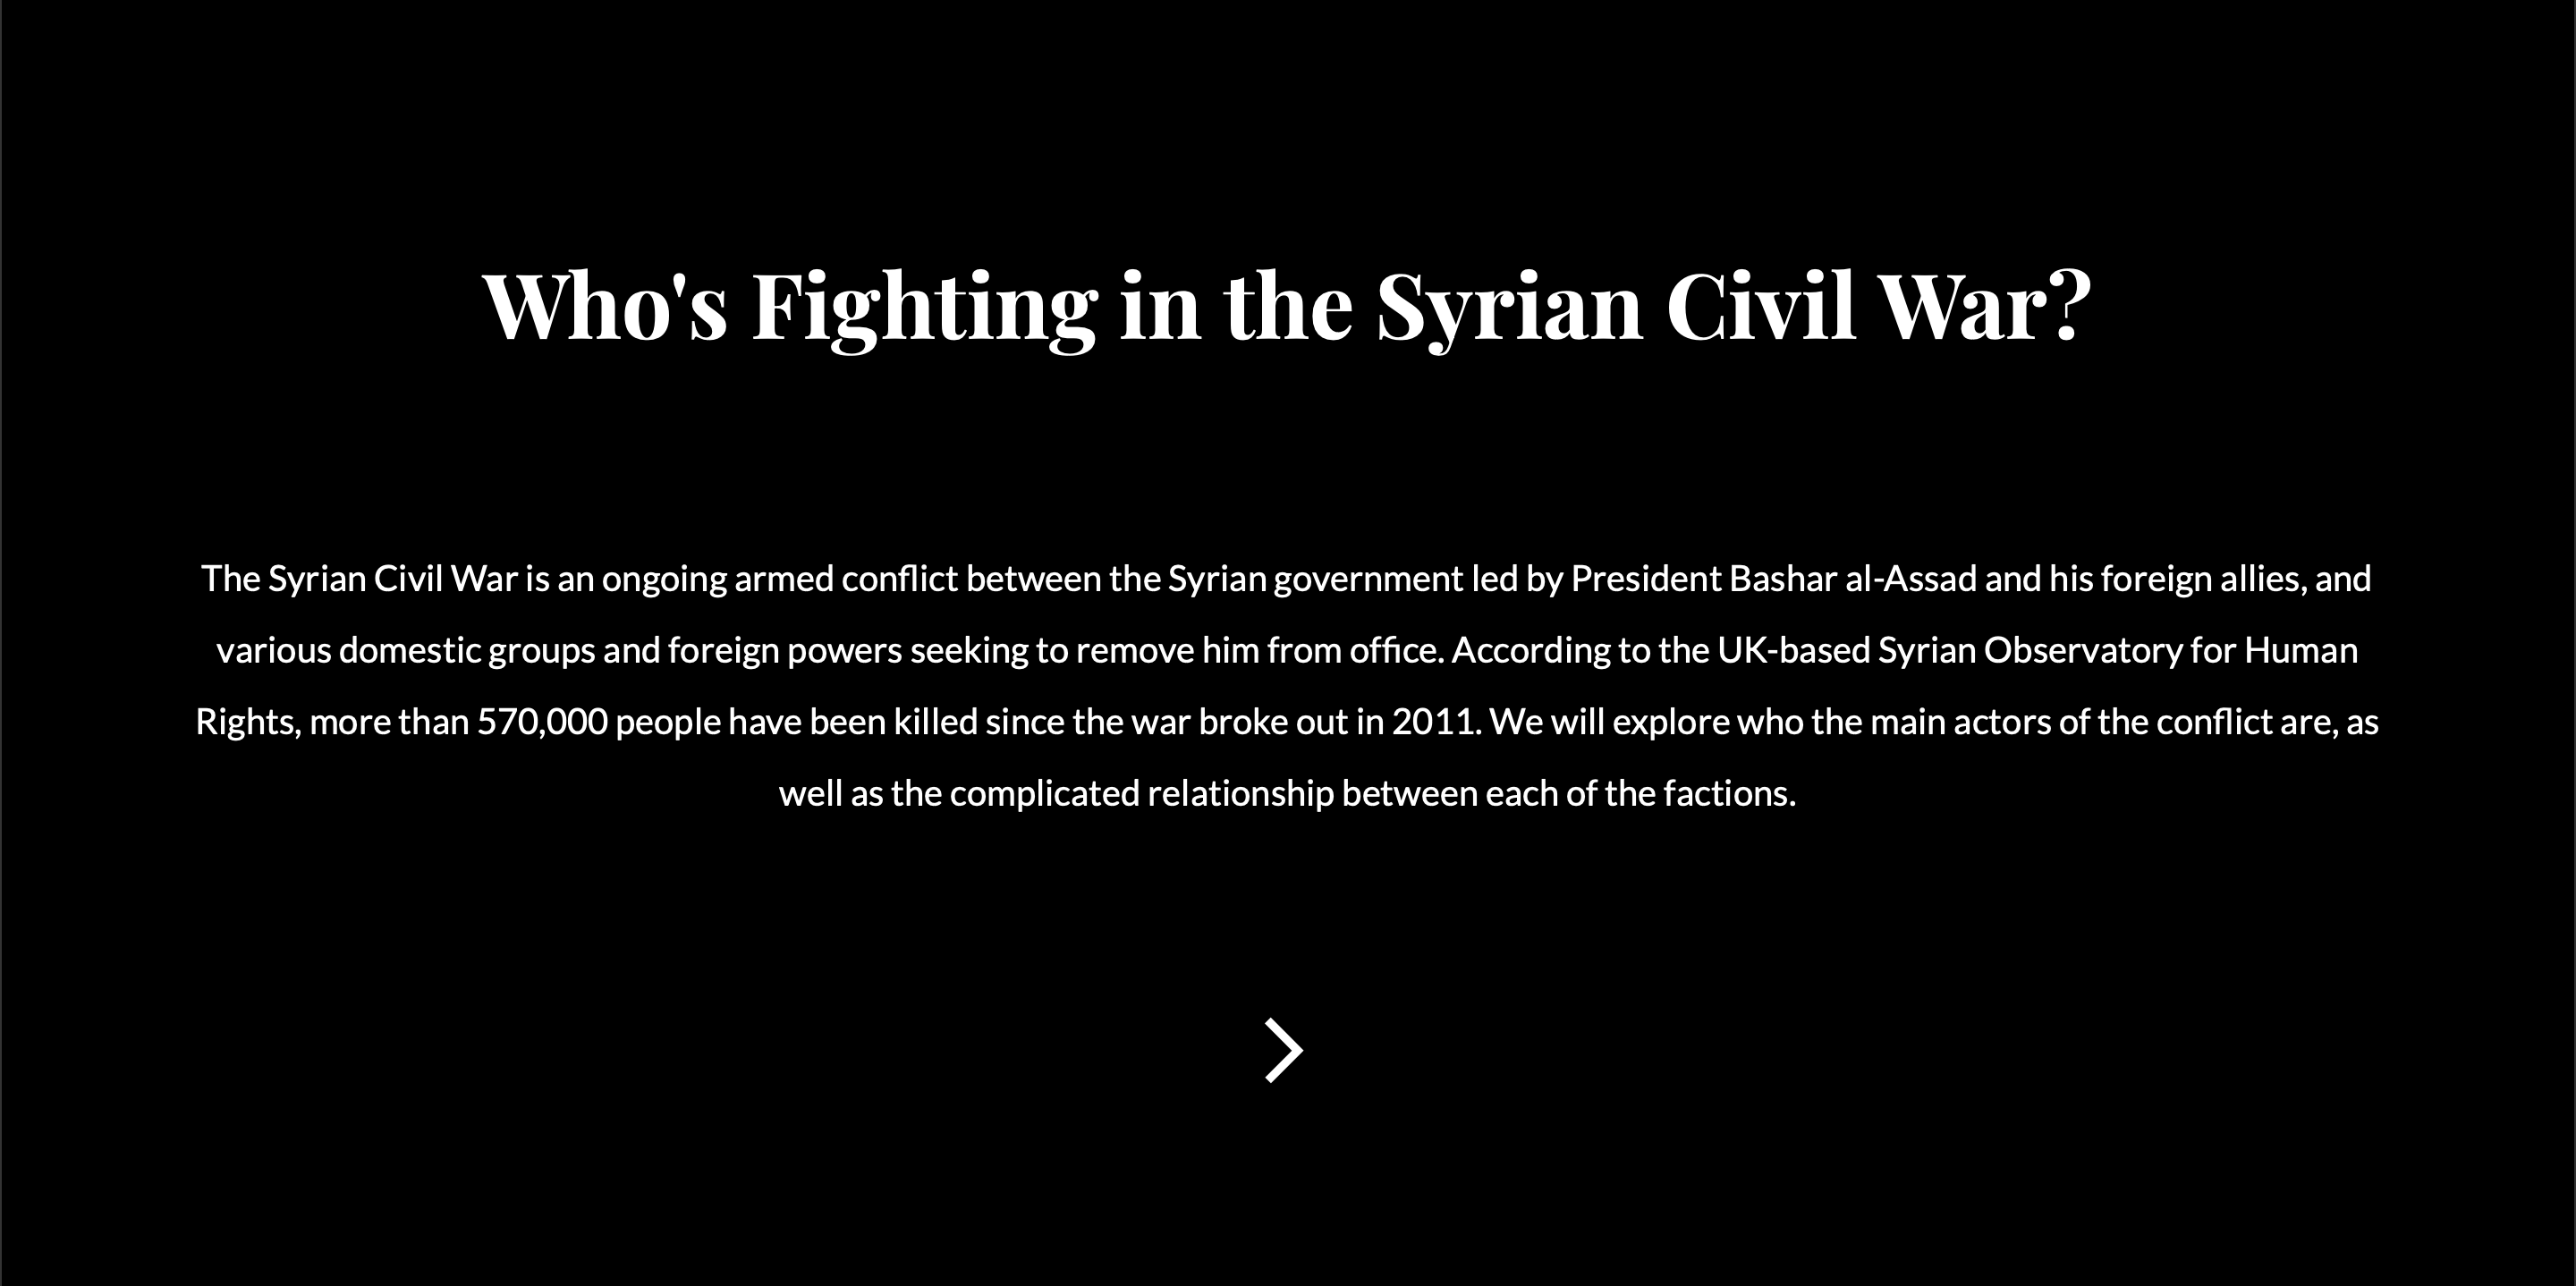 Who's Fighting in the Syrian Civil War?
The Syrian Civil War is an ongoing armed conflict between the Syrian government led by President Bashar al-Assad and his foreign allies, and
various domestic groups and foreign powers seeking to remove him from office. According to the UK-based Syrian Observatory for Human
Rights, more than 570,000 people have been killed since the war broke out in 2011. We will explore who the main actors of the conflict are, as
well as the complicated relationship between each of the factions.